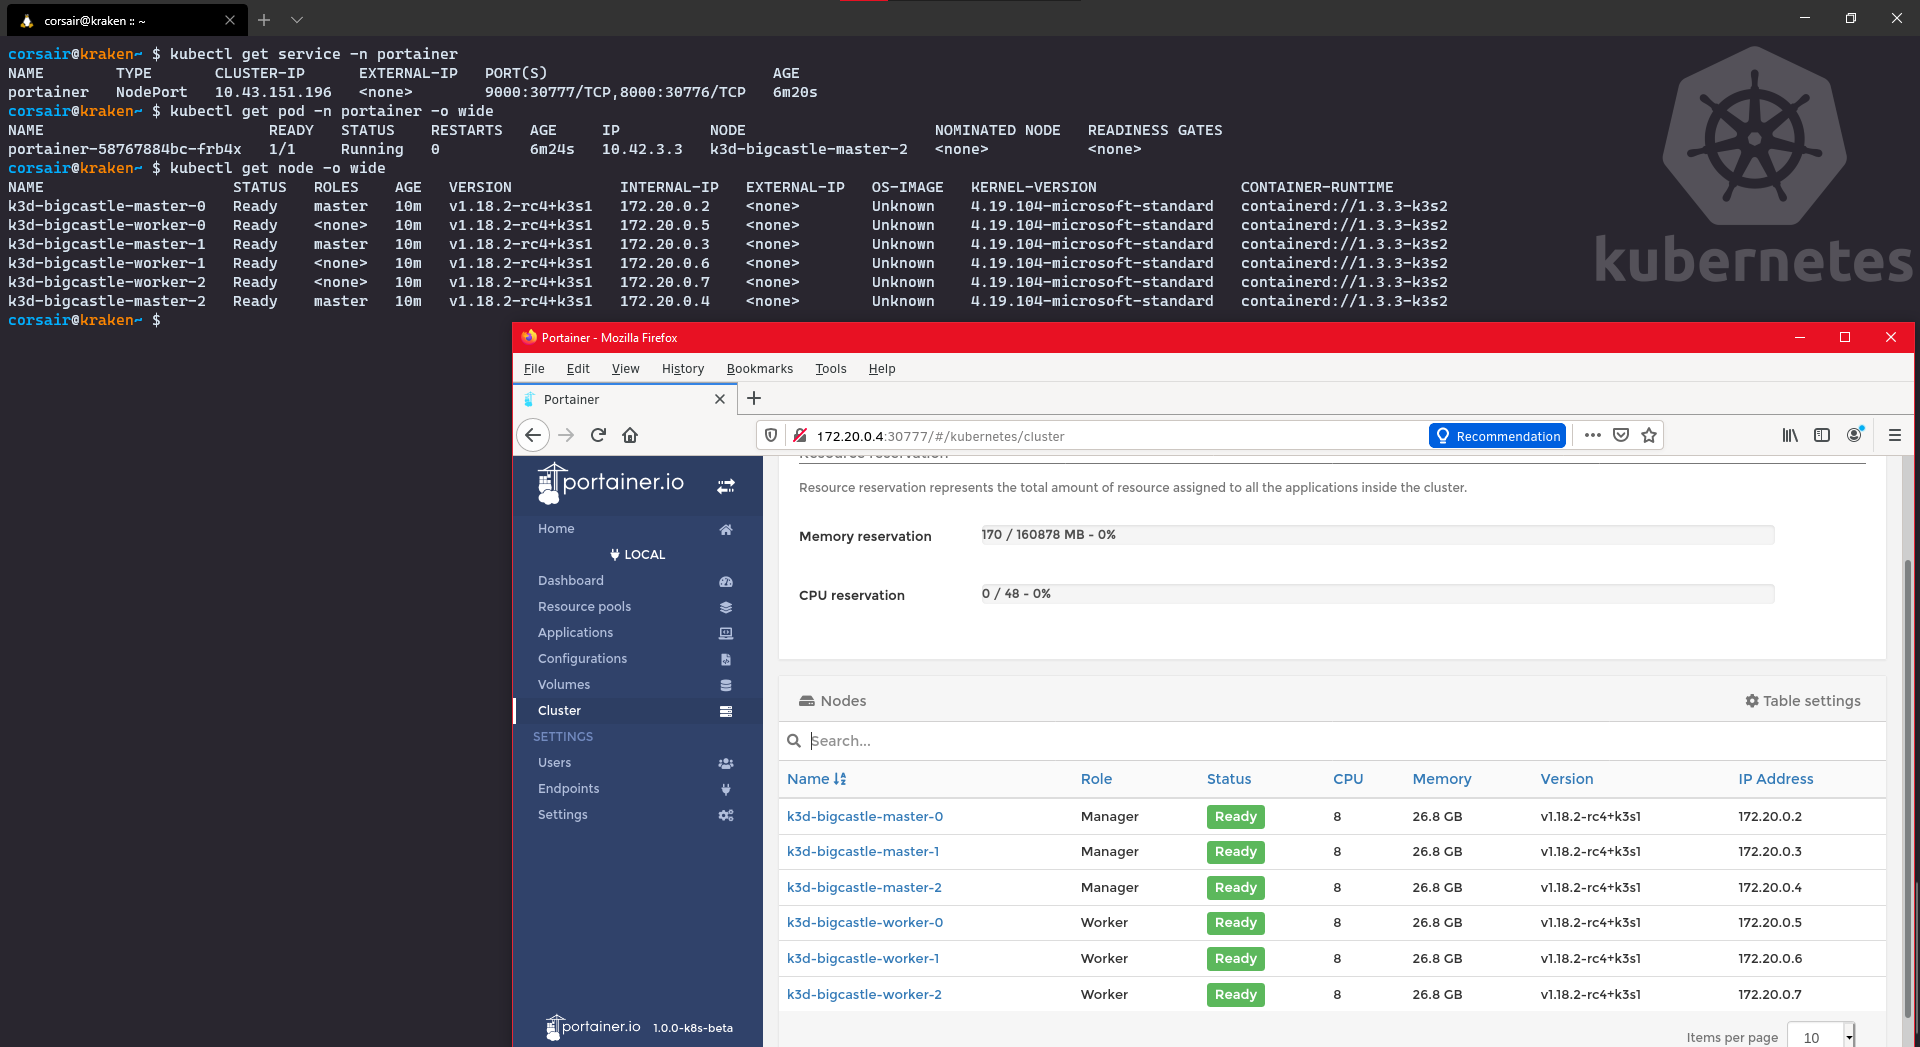 corsair@kraken :: ~
corsair@kraken~ $ kubectl get service -n portainer
NAME TYPE CLUSTER-IP EXTERNAL-IP PORT(S) AGE
portainer NodePort 10.43.151.196 <none> 9000:30777/TCP,8000:30776/TCP 6m20s
corsair@kraken~ $ kubectl get pod -n portainer -o wide
NAME READY STATUS RESTARTS AGE IP NODE NOMINATED NODE READINESS GATES
portainer-58767884bc-frb4x 1/1 Running 0 6m24s 10.42.3.3 k3d-bigcastle-master-2 <none> <none>
corsair@kraken~ $ kubectl get node -o wide
NAME STATUS ROLES AGE VERSION INTERNAL-IP EXTERNAL-IP OS-IMAGE KERNEL-VERSION CONTAINER-RUNTIME
k3d-bigcastle-master-0 Ready master 10m v1.18.2-rc4+k3s1 172.20.0.2 <none> Unknown 4.19.104-microsoft-standard containerd://1.3.3-k3s2
k3d-bigcastle-worker-0 Ready <none> 10m v1.18.2-rc4+k3s1 172.20.0.5 <none> Unknown 4.19.104-microsoft-standard containerd://1.3.3-k3s2
k3d-bigcastle-master-1 Ready master 10m v1.18.2-rc4+k3s1 172.20.0.3 <none> Unknown 4.19.104-microsoft-standard containerd://1.3.3-k3s2
k3d-bigcastle-worker-1 Ready <none> 10m v1.18.2-rc4+k3s1 172.20.0.6 <none> Unknown 4.19.104-microsoft-standard containerd://1.3.3-k3s2
k3d-bigcastle-worker-2 Ready <none> 10m v1.18.2-rc4+k3s1 172.20.0.7 <none> Unknown 4.19.104-microsoft-standard containerd://1.3.3-k3s2
k3d-bigcastle-master-2 Ready master 10m v1.18.2-rc4+k3s1 172.20.0.4 <none> Unknown 4.19.104-microsoft-standard containerd://1.3.3-k3s2
corsair@kraken~ $
kubernetes
Portainer - Mozilla Firefox
File Edit View History Bookmarks Tools Help
Portainer
172.20.0.4:30777/#/kubernetes/cluster Recommendation
portainer.io
Home
LOCAL
Dashboard
Resource pools
Applications
Configurations
Volumes
Cluster
SETTINGS
Users
Endpoints
Settings
portainer.io 1.0.0-k8s-beta
Resource reservation
Resource reservation represents the total amount of resource assigned to all the applications inside the cluster.
Memory reservation 170 / 160878 MB - 0%
CPU reservation 0 / 48 - 0%
Nodes Table settings
Search...
Name Role Status CPU Memory Version IP Address
k3d-bigcastle-master-0 Manager Ready 8 26.8 GB v1.18.2-rc4+k3s1 172.20.0.2
k3d-bigcastle-master-1 Manager Ready 8 26.8 GB v1.18.2-rc4+k3s1 172.20.0.3
k3d-bigcastle-master-2 Manager Ready 8 26.8 GB v1.18.2-rc4+k3s1 172.20.0.4
k3d-bigcastle-worker-0 Worker Ready 8 26.8 GB v1.18.2-rc4+k3s1 172.20.0.5
k3d-bigcastle-worker-1 Worker Ready 8 26.8 GB v1.18.2-rc4+k3s1 172.20.0.6
k3d-bigcastle-worker-2 Worker Ready 8 26.8 GB v1.18.2-rc4+k3s1 172.20.0.7
Items per page 10